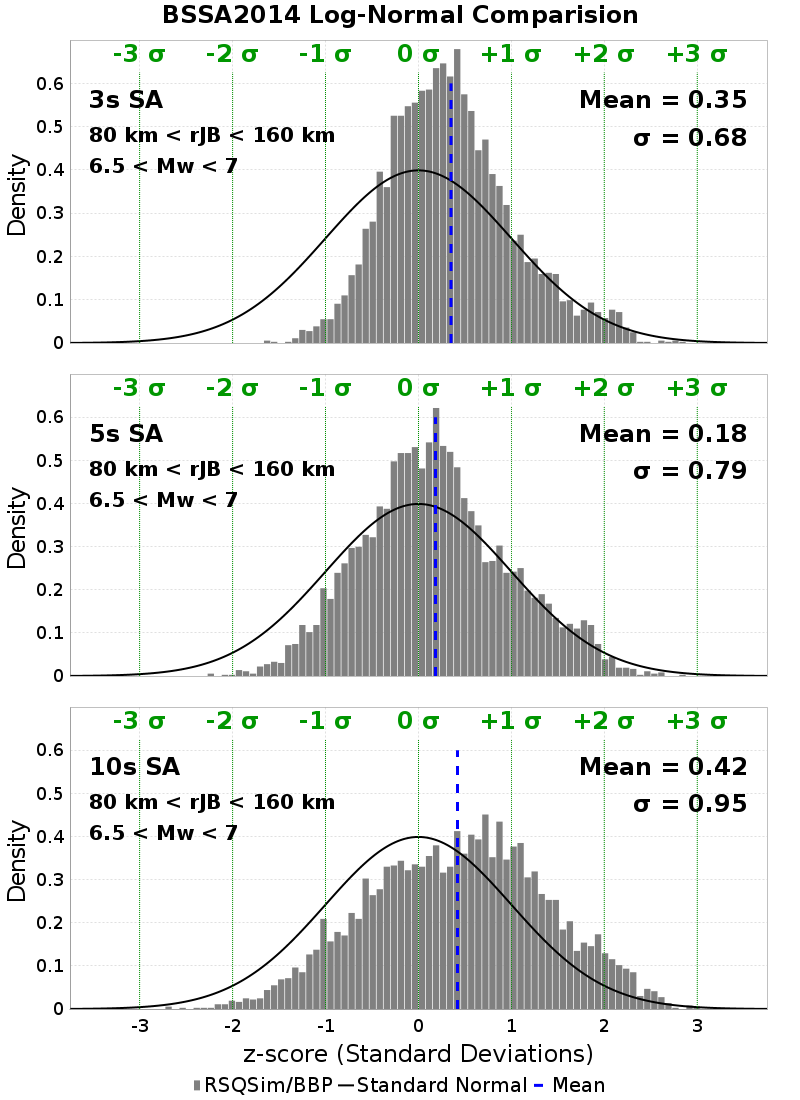 BSSA2014 Log-Normal Comparision
-3 σ -2 σ -1 σ 0 σ +1 σ +2 σ +3 σ
3s SA
Mean = 0.35
80 km < rJB < 160 km
σ = 0.68
6.5 < Mw < 7
0.6
0.5
0.4
0.3
0.2
0.1
0
Density
-3 σ -2 σ -1 σ 0 σ +1 σ +2 σ +3 σ
5s SA
Mean = 0.18
80 km < rJB < 160 km
σ = 0.79
6.5 < Mw < 7
0.6
0.5
0.4
0.3
0.2
0.1
0
Density
-3 σ -2 σ -1 σ 0 σ +1 σ +2 σ +3 σ
10s SA
Mean = 0.42
80 km < rJB < 160 km
σ = 0.95
6.5 < Mw < 7
0.6
0.5
0.4
0.3
0.2
0.1
0
Density
-3 -2 -1 0 1 2 3
z-score (Standard Deviations)
RSQSim/BBP Standard Normal Mean